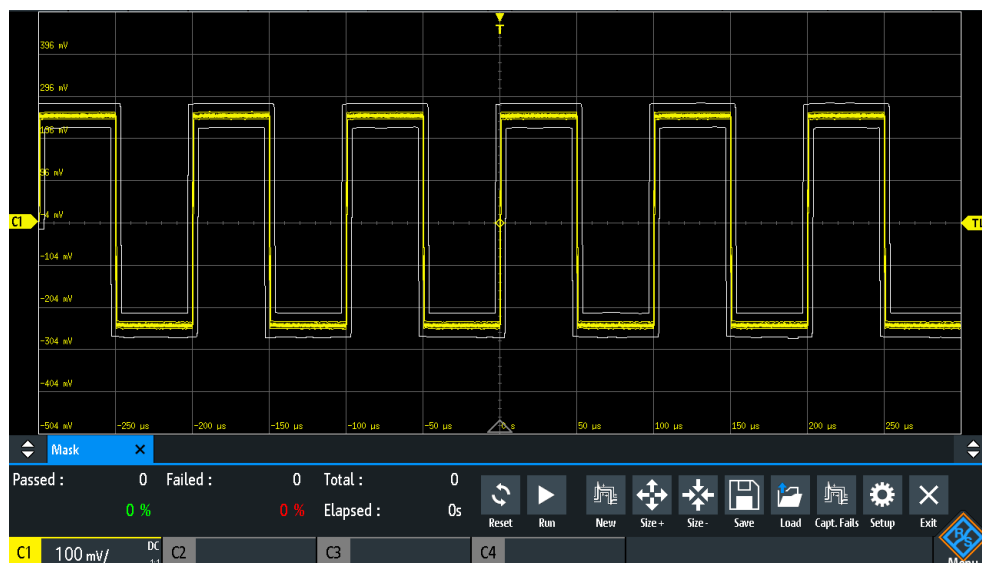 T
396 mV
296 mV
196 mV
96 mV
-4 mV
C1
TL
-104 mV
-204 mV
-304 mV
-404 mV
-504 mV -250 µs -200 µs -150 µs -100 µs -50 µs 0 s 50 µs 100 µs 150 µs 200 µs 250 µs
Mask ×
Passed : 0 Failed : 0 Total : 0
0 % 0 % Elapsed : 0s
Reset Run New Size + Size - Save Load Capt. Fails Setup Exit
C1 100 mV/ DC 1:1 C2 C3 C4 Menu
R S